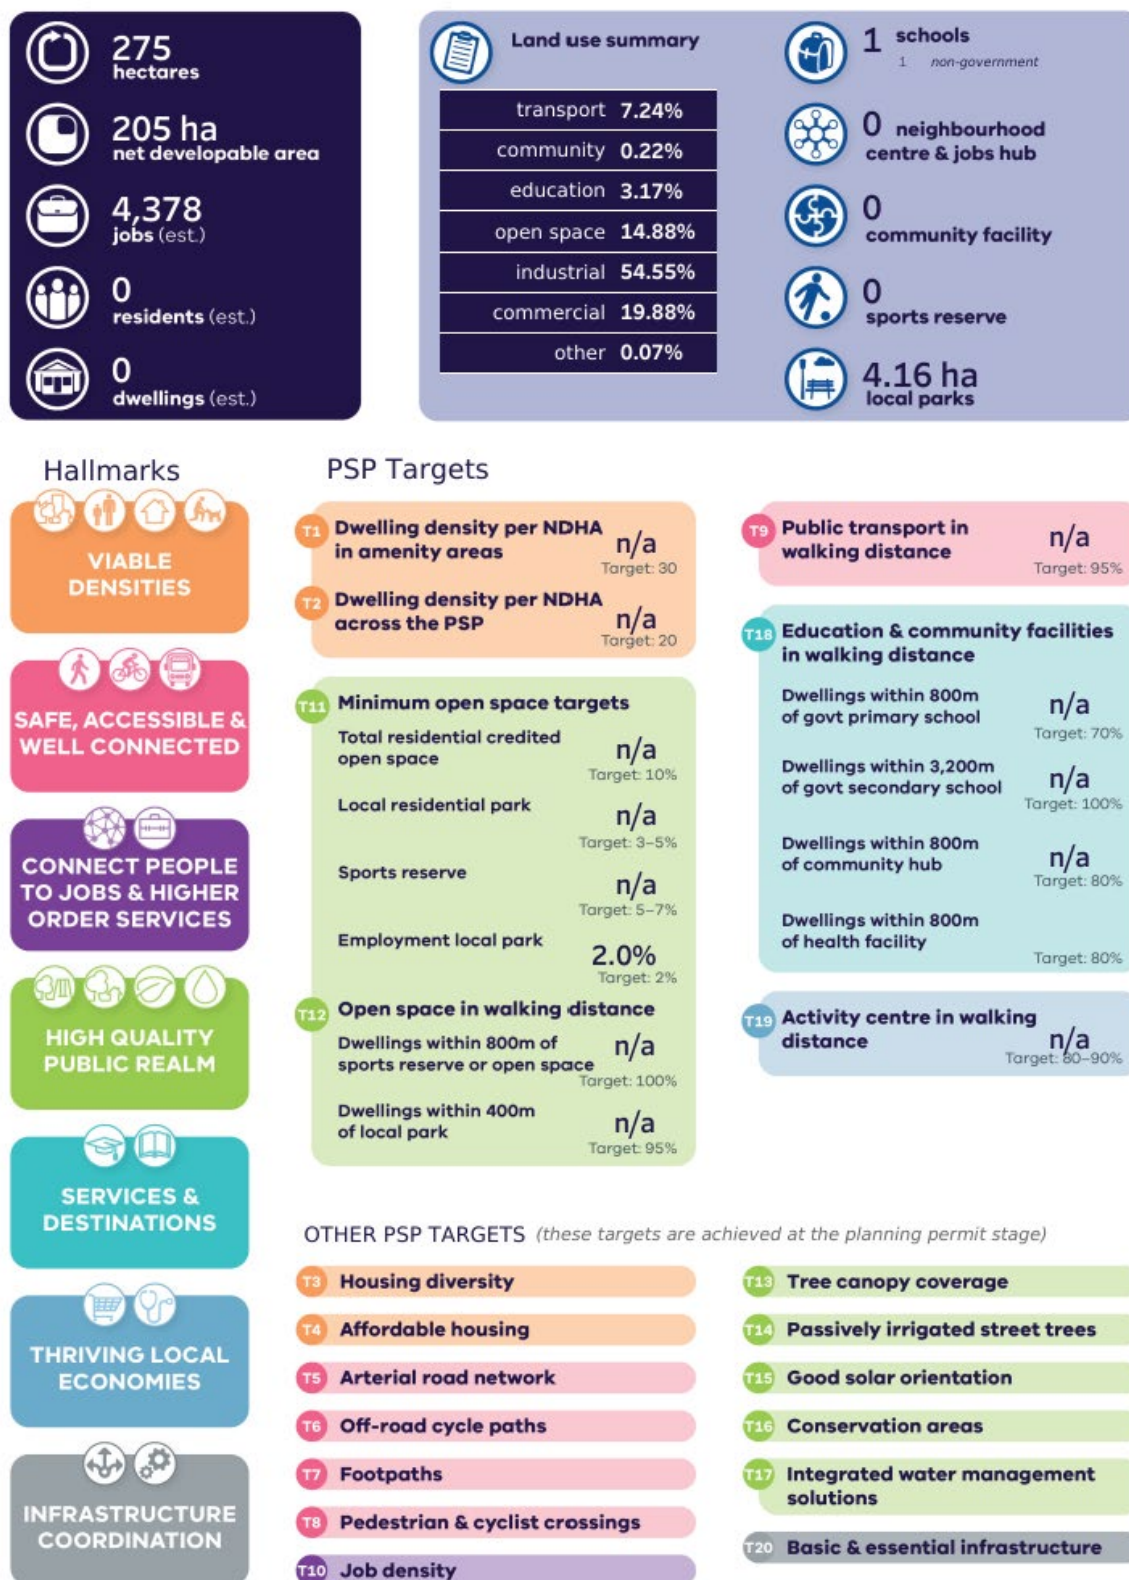 275
hectares
205 ha
net developable area
4,378
jobs (est.)
0
residents (est.)
0
dwellings (est.)
Land use summary
transport 7.24%
community 0.22%
education 3.17%
open space 14.88%
industrial 54.55%
commercial 19.88%
other 0.07%
1 schools
1 non-government
0 neighbourhood
centre & jobs hub
0
community facility
0
sports reserve
4.16 ha
local parks
Hallmarks
VIABLE
DENSITIES
SAFE, ACCESSIBLE &
WELL CONNECTED
CONNECT PEOPLE
TO JOBS & HIGHER
ORDER SERVICES
HIGH QUALITY
PUBLIC REALM
SERVICES &
DESTINATIONS
THRIVING LOCAL
ECONOMIES
INFRASTRUCTURE
COORDINATION
PSP Targets
T1 Dwelling density per NDHA
in amenity areas n/a
Target: 30
T2 Dwelling density per NDHA
across the PSP n/a
Target: 20
T11 Minimum open space targets
Total residential credited
open space n/a
Target: 10%
Local residential park n/a
Target: 3–5%
Sports reserve n/a
Target: 5–7%
Employment local park 2.0%
Target: 2%
T12 Open space in walking distance
Dwellings within 800m of
sports reserve or open space n/a
Target: 100%
Dwellings within 400m
of local park n/a
Target: 95%
T9 Public transport in
walking distance n/a
Target: 95%
T18 Education & community facilities
in walking distance
Dwellings within 800m
of govt primary school n/a
Target: 70%
Dwellings within 3,200m
of govt secondary school n/a
Target: 100%
Dwellings within 800m
of community hub n/a
Target: 80%
Dwellings within 800m
of health facility
Target: 80%
T19 Activity centre in walking
distance n/a
Target: 80–90%
OTHER PSP TARGETS (these targets are achieved at the planning permit stage)
T3 Housing diversity
T4 Affordable housing
T5 Arterial road network
T6 Off-road cycle paths
T7 Footpaths
T8 Pedestrian & cyclist crossings
T10 Job density
T13 Tree canopy coverage
T14 Passively irrigated street trees
T15 Good solar orientation
T16 Conservation areas
T17 Integrated water management
solutions
T20 Basic & essential infrastructure